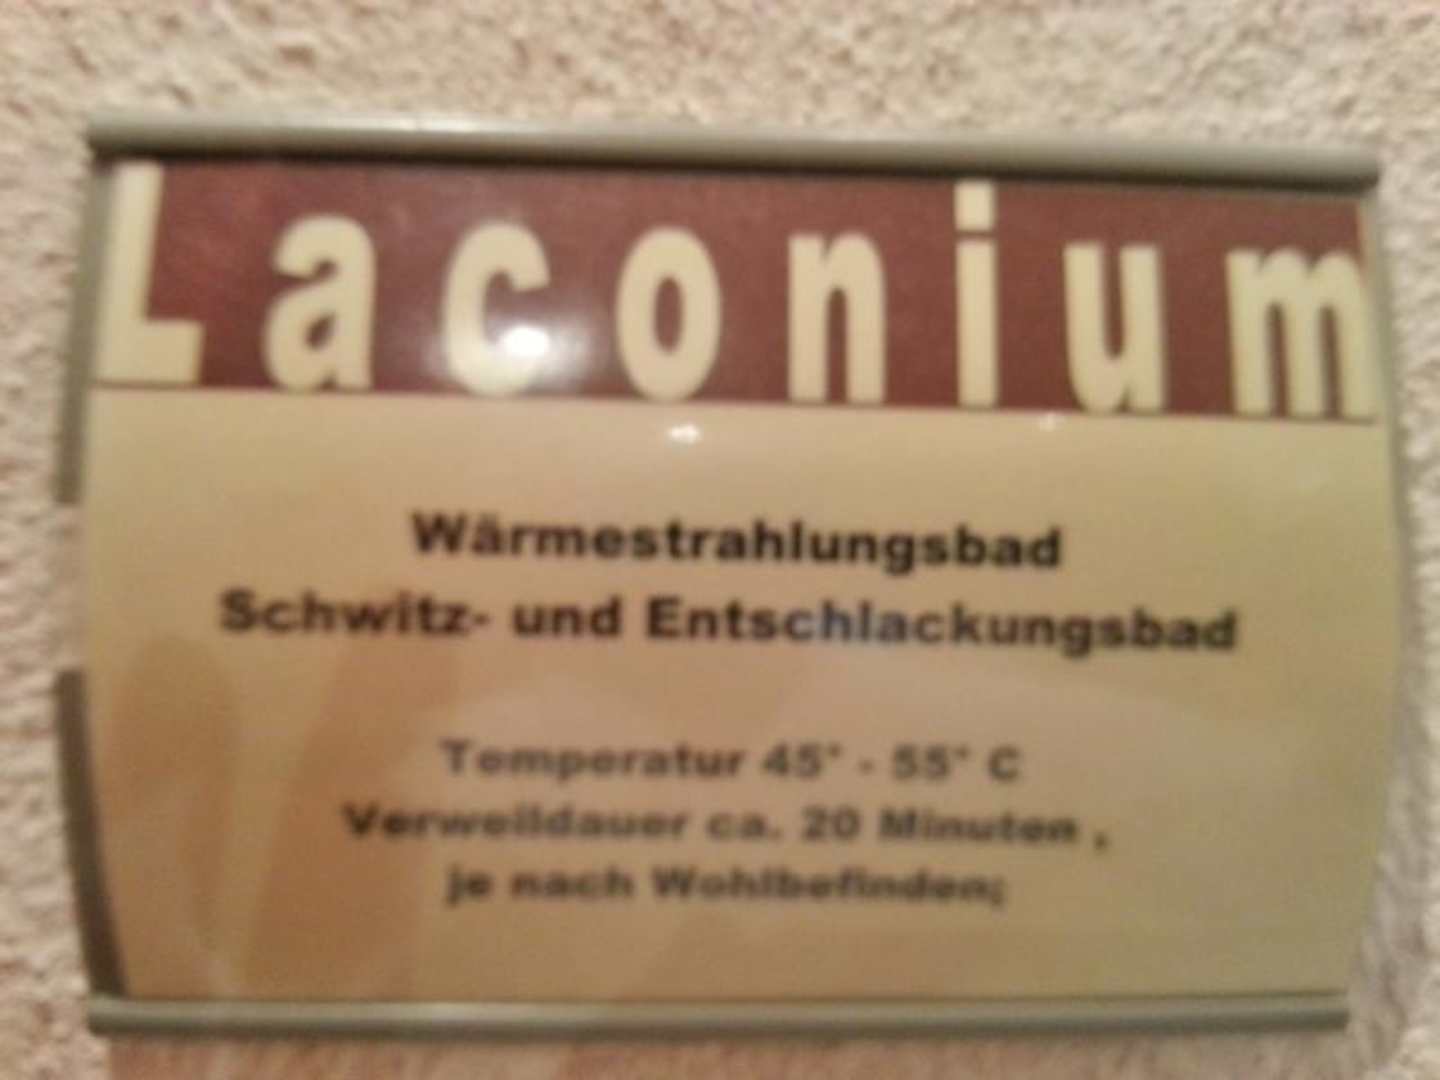 Laconium
Wärmestrahlungsbad
Schwitz- und Entschlackungsbad
Temperatur 45° - 55° C
Verweildauer ca. 20 Minuten ,
je nach Wohlbefinden;